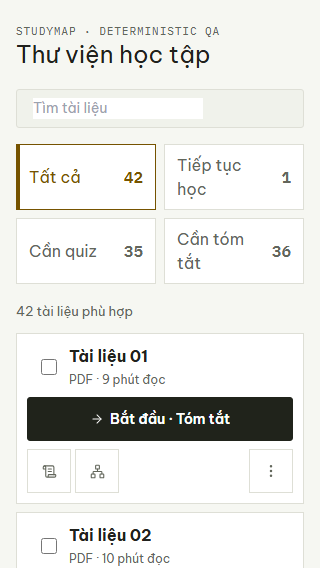 STUDYMAP · DETERMINISTIC QA
Thư viện học tập
Tìm tài liệu
Tất cả 42
Tiếp tục học 1
Cần quiz 35
Cần tóm tắt 36
42 tài liệu phù hợp
Tài liệu 01
PDF · 9 phút đọc
→ Bắt đầu · Tóm tắt
Tài liệu 02
PDF · 10 phút đọc